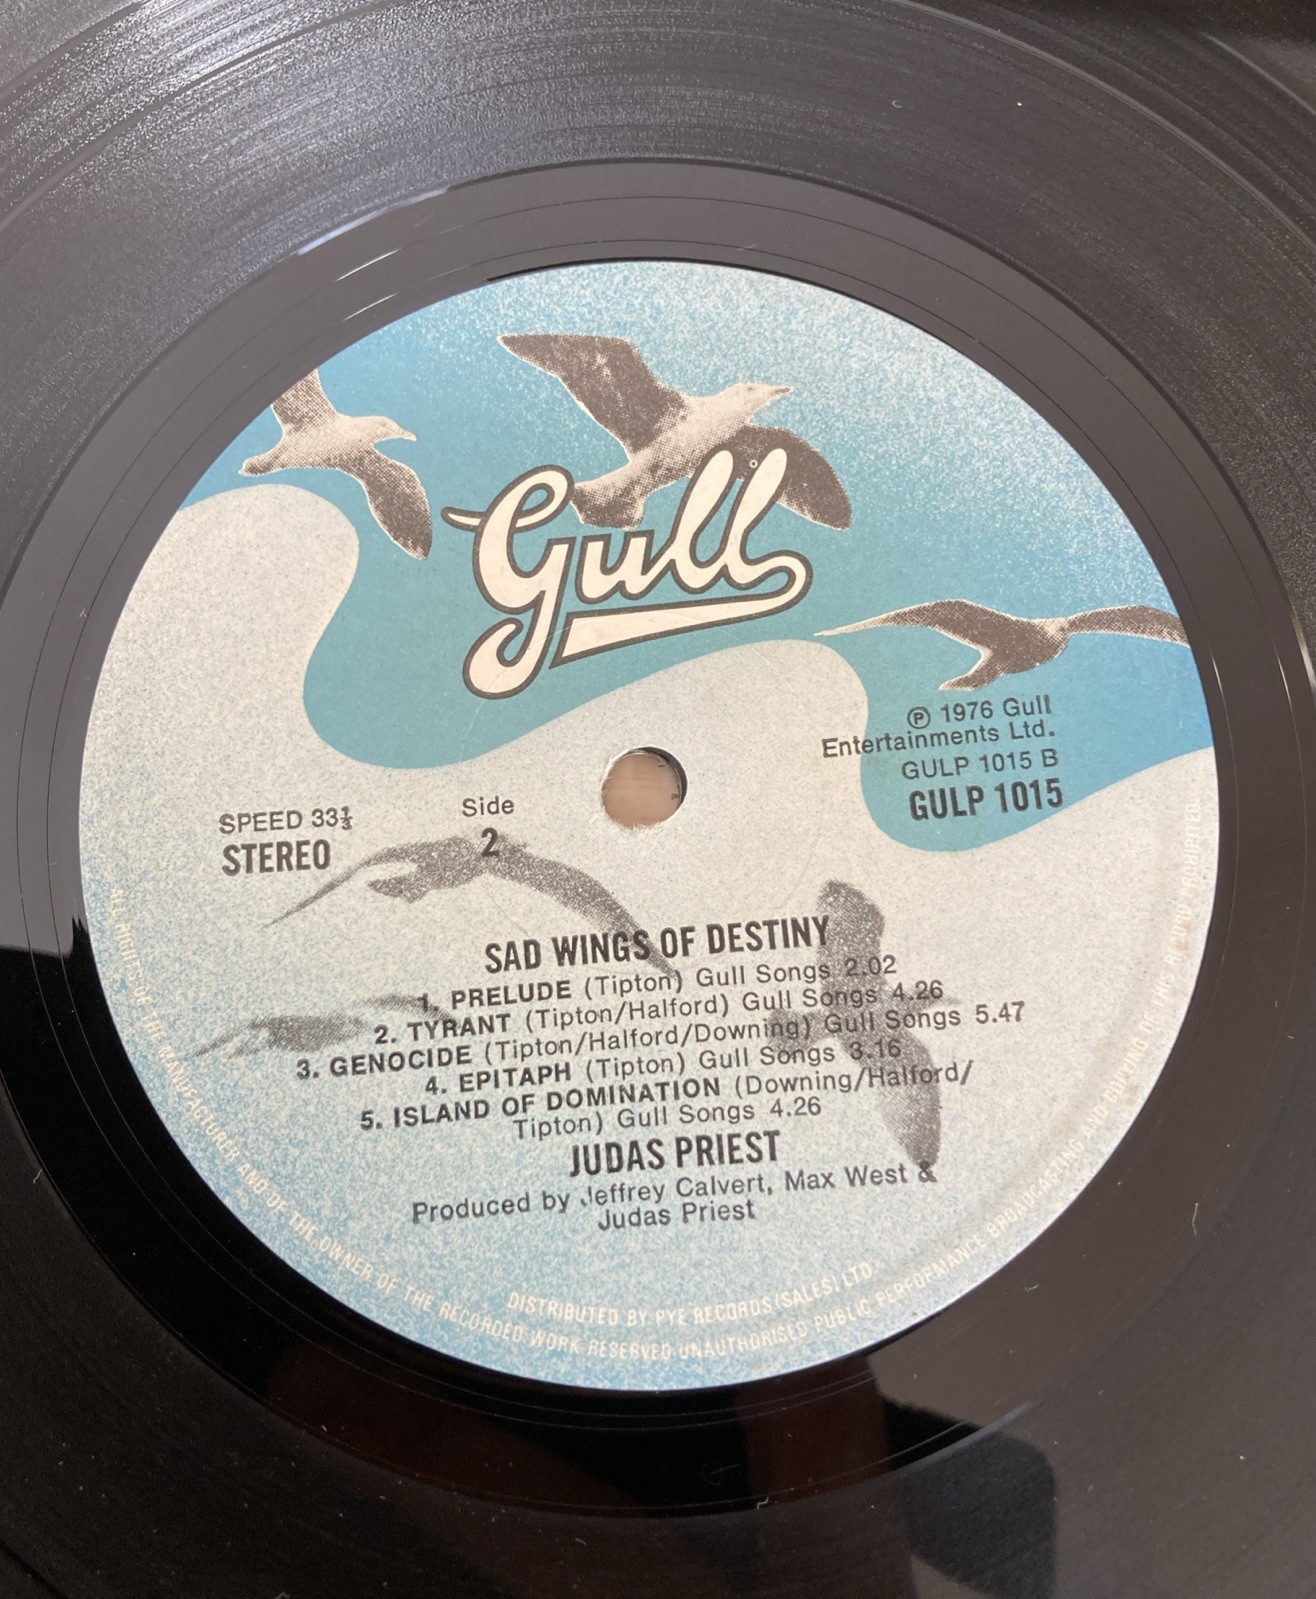 Gull
℗ 1976 Gull
Entertainments Ltd.
GULP 1015 B
GULP 1015
SPEED 33⅓
STEREO
Side
2
SAD WINGS OF DESTINY
1. PRELUDE (Tipton) Gull Songs 2.02
2. TYRANT (Tipton/Halford) Gull Songs 4.26
3. GENOCIDE (Tipton/Halford/Downing) Gull Songs 5.47
4. EPITAPH (Tipton) Gull Songs 3.16
5. ISLAND OF DOMINATION (Downing/Halford/
Tipton) Gull Songs 4.26
JUDAS PRIEST
Produced by Jeffrey Calvert, Max West &
Judas Priest
DISTRIBUTED BY PYE RECORDS (SALES) LTD.
ALL RIGHTS OF THE MANUFACTURER AND OF THE OWNER OF THE RECORDED WORK RESERVED UNAUTHORISED PUBLIC PERFORMANCE BROADCASTING AND COPYING OF THIS RECORD PROHIBITED